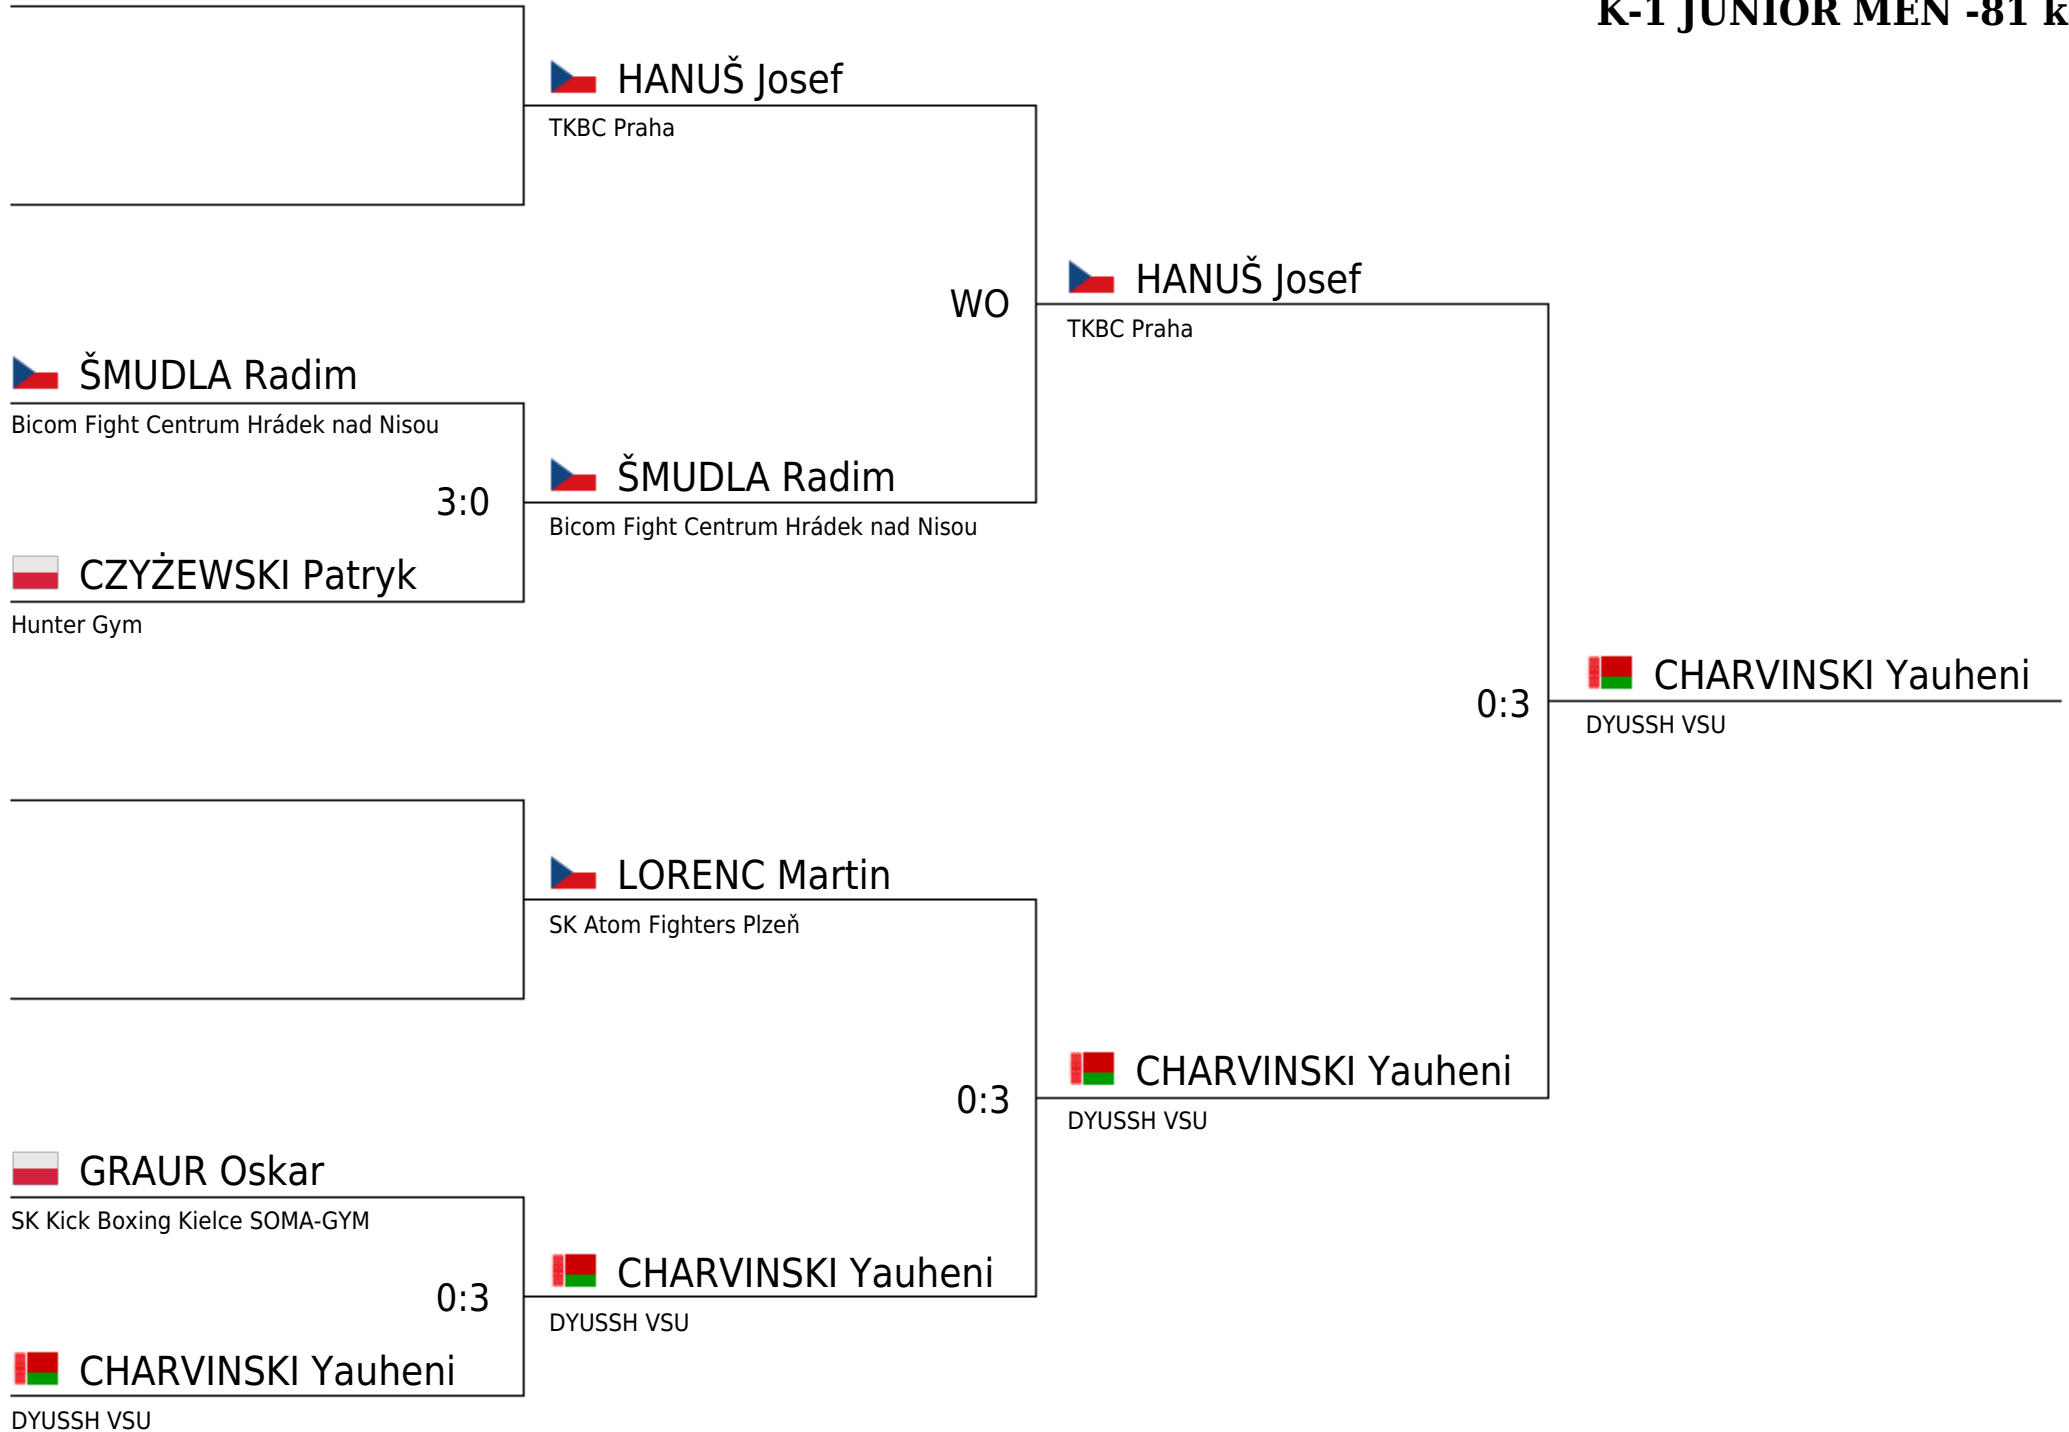 K-1 JUNIOR MEN -81 k
HANUŠ Josef
TKBC Praha
WO
HANUŠ Josef
TKBC Praha
ŠMUDLA Radim
Bicom Fight Centrum Hrádek nad Nisou
3:0
ŠMUDLA Radim
Bicom Fight Centrum Hrádek nad Nisou
CZYŻEWSKI Patryk
Hunter Gym
0:3
CHARVINSKI Yauheni
DYUSSH VSU
LORENC Martin
SK Atom Fighters Plzeň
0:3
CHARVINSKI Yauheni
DYUSSH VSU
GRAUR Oskar
SK Kick Boxing Kielce SOMA-GYM
0:3
CHARVINSKI Yauheni
DYUSSH VSU
CHARVINSKI Yauheni
DYUSSH VSU